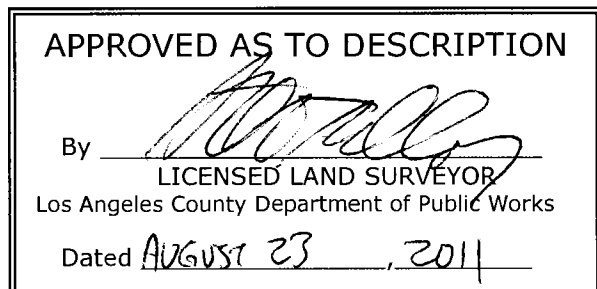 APPROVED AS TO DESCRIPTION
By
LICENSED LAND SURVEYOR
Los Angeles County Department of Public Works
Dated AUGUST 23, 2011